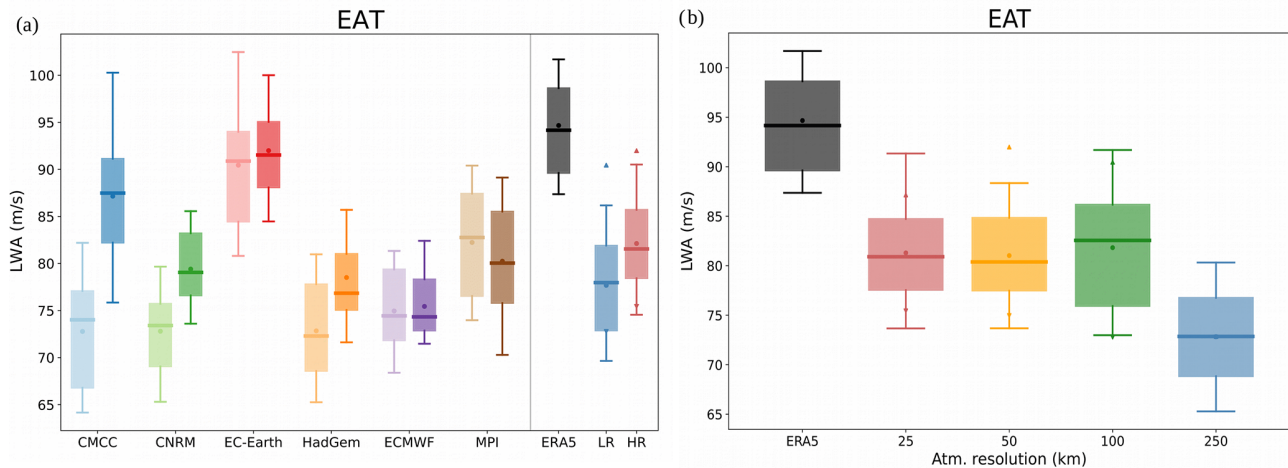 (a)
EAT
LWA (m/s)
100
95
90
85
80
75
70
65
CMCC CNRM EC-Earth HadGem ECMWF MPI ERA5 LR HR
(b)
EAT
LWA (m/s)
100
95
90
85
80
75
70
65
ERA5 25 50 100 250
Atm. resolution (km)